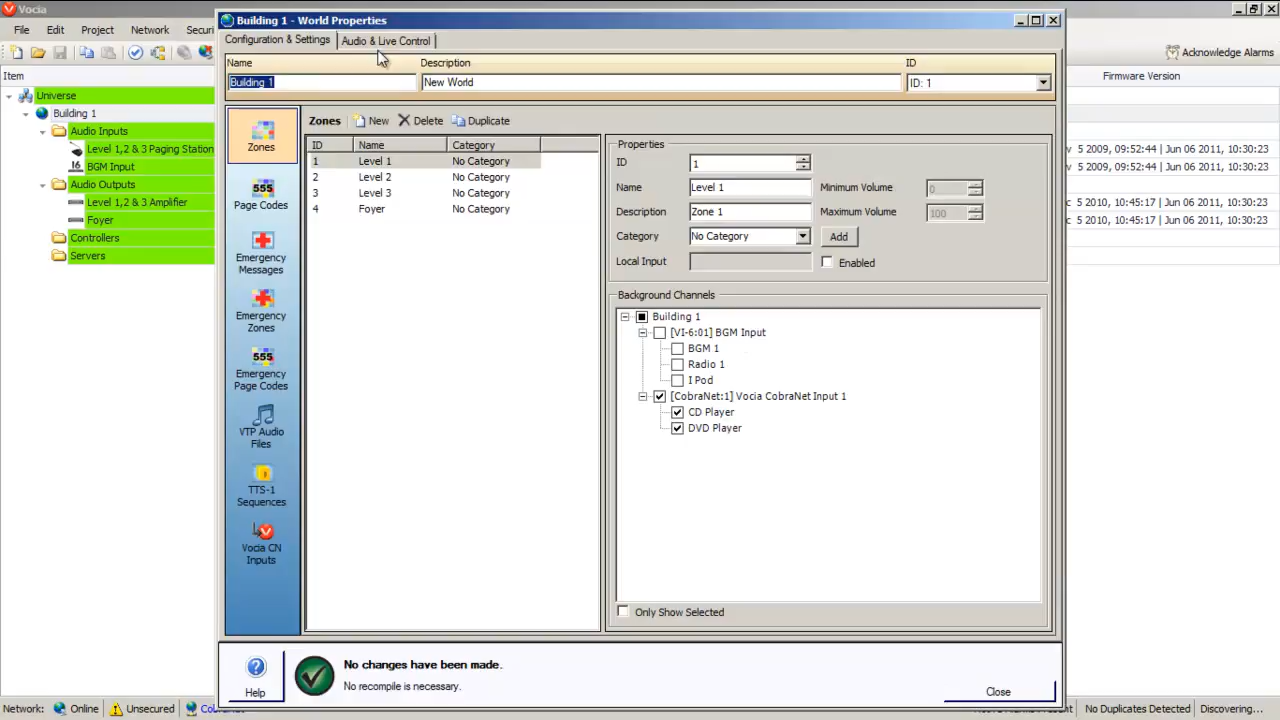 Vocia
File Edit Project Network Securi
Acknowledge Alarms
Item
Firmware Version
Universe
Building 1
Audio Inputs
Level 1,2 & 3 Paging Station
BGM Input
Audio Outputs
Level 1,2 & 3 Amplifier
Foyer
Controllers
Servers
5 2009, 09:52:44 | Jun 06 2011, 10:30:23
5 2009, 09:52:44 | Jun 06 2011, 10:30:23
c 5 2010, 10:45:17 | Jun 06 2011, 10:30:23
c 5 2010, 10:45:17 | Jun 06 2011, 10:30:23
Building 1 - World Properties
Configuration & Settings Audio & Live Control
Name Description ID
Building 1 New World ID: 1
Zones
555
Page Codes
Emergency
Messages
Emergency
Zones
555
Emergency
Page Codes
VTP Audio
Files
TTS-1
Sequences
Vocia CN
Inputs
Zones New Delete Duplicate
ID Name Category
1 Level 1 No Category
2 Level 2 No Category
3 Level 3 No Category
4 Foyer No Category
Properties
ID 1
Name Level 1 Minimum Volume 0
Description Zone 1 Maximum Volume 100
Category No Category Add
Local Input Enabled
Background Channels
Building 1
[VI-6:01] BGM Input
BGM 1
Radio 1
I Pod
[CobraNet:1] Vocia CobraNet Input 1
CD Player
DVD Player
Only Show Selected
Help
No changes have been made.
No recompile is necessary.
Close
Network: Online Unsecured
No Duplicates Detected Discovering...